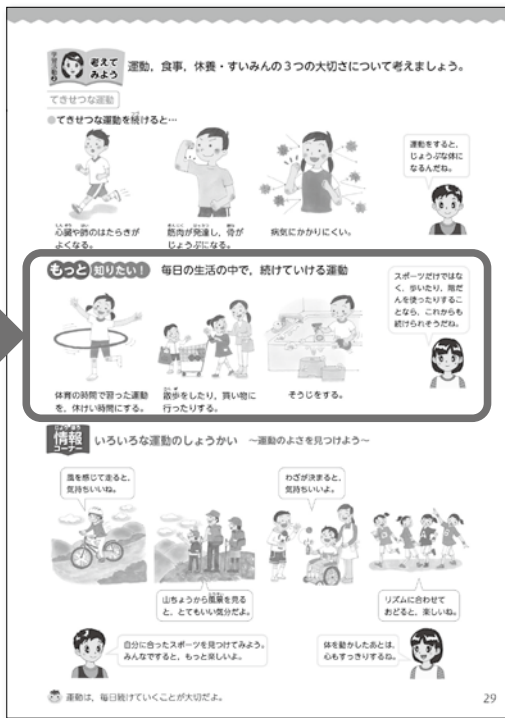 学習活動2
考えて
みよう
運動，食事，休養・すいみんの３つの大切さについて考えましょう。
てきせつな運動
●てきせつな運動を続けると…
運動をすると，
じょうぶな体に
なるんだね。
心臓や肺のはたらきが
よくなる。
筋肉が発達し，骨が
じょうぶになる。
病気にかかりにくい。
もっと知りたい！ 毎日の生活の中で，続けていける運動
スポーツだけではな
く，歩いたり，階だ
んを使ったりするこ
となら，これからも
続けられそうだね。
体育の時間で習った運動
を，休けい時間にする。
散歩をしたり，買い物に
行ったりする。
そうじをする。
情報
コーナー
いろいろな運動のしょうかい ～運動のよさを見つけよう～
風を感じて走ると，
気持ちいいね。
わざが決まると，
気持ちいいよ。
山ちょうから風景を見る
と，とてもいい気分だよ。
リズムに合わせて
おどると，楽しいね。
自分に合ったスポーツを見つけてみよう。
みんなですると，もっと楽しいよ。
体を動かしたあとは，
心もすっきりするね。
運動は，毎日続けていくことが大切だよ。
29